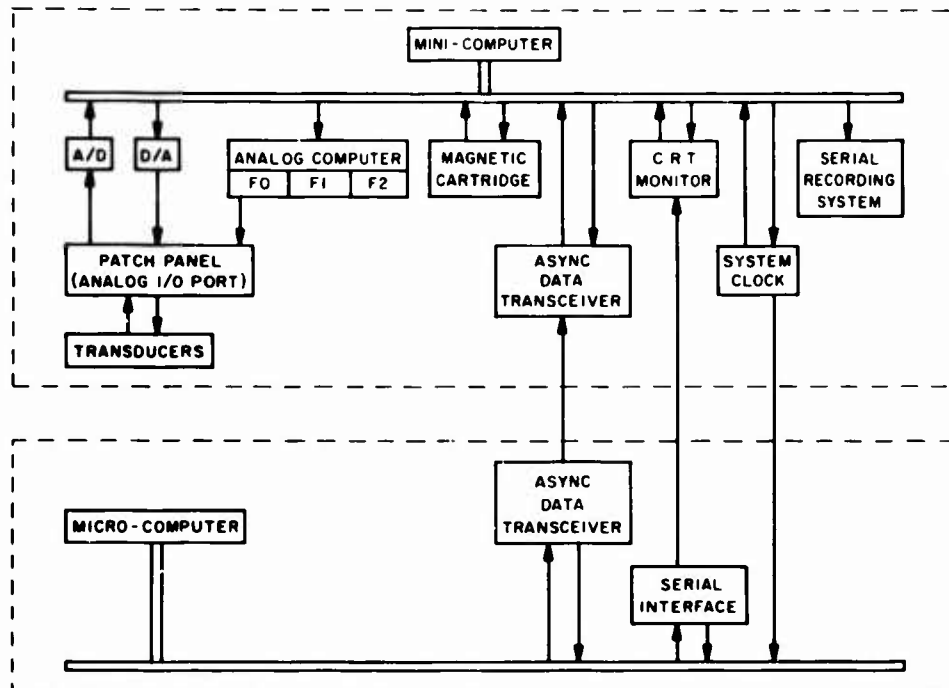 MINI-COMPUTER
A/D
D/A
ANALOG COMPUTER
F0 F1 F2
MAGNETIC
CARTRIDGE
CRT
MONITOR
SERIAL
RECORDING
SYSTEM
PATCH PANEL
(ANALOG I/O PORT)
ASYNC
DATA
TRANSCEIVER
SYSTEM
CLOCK
TRANSDUCERS
ASYNC
DATA
TRANSCEIVER
MICRO-COMPUTER
SERIAL
INTERFACE